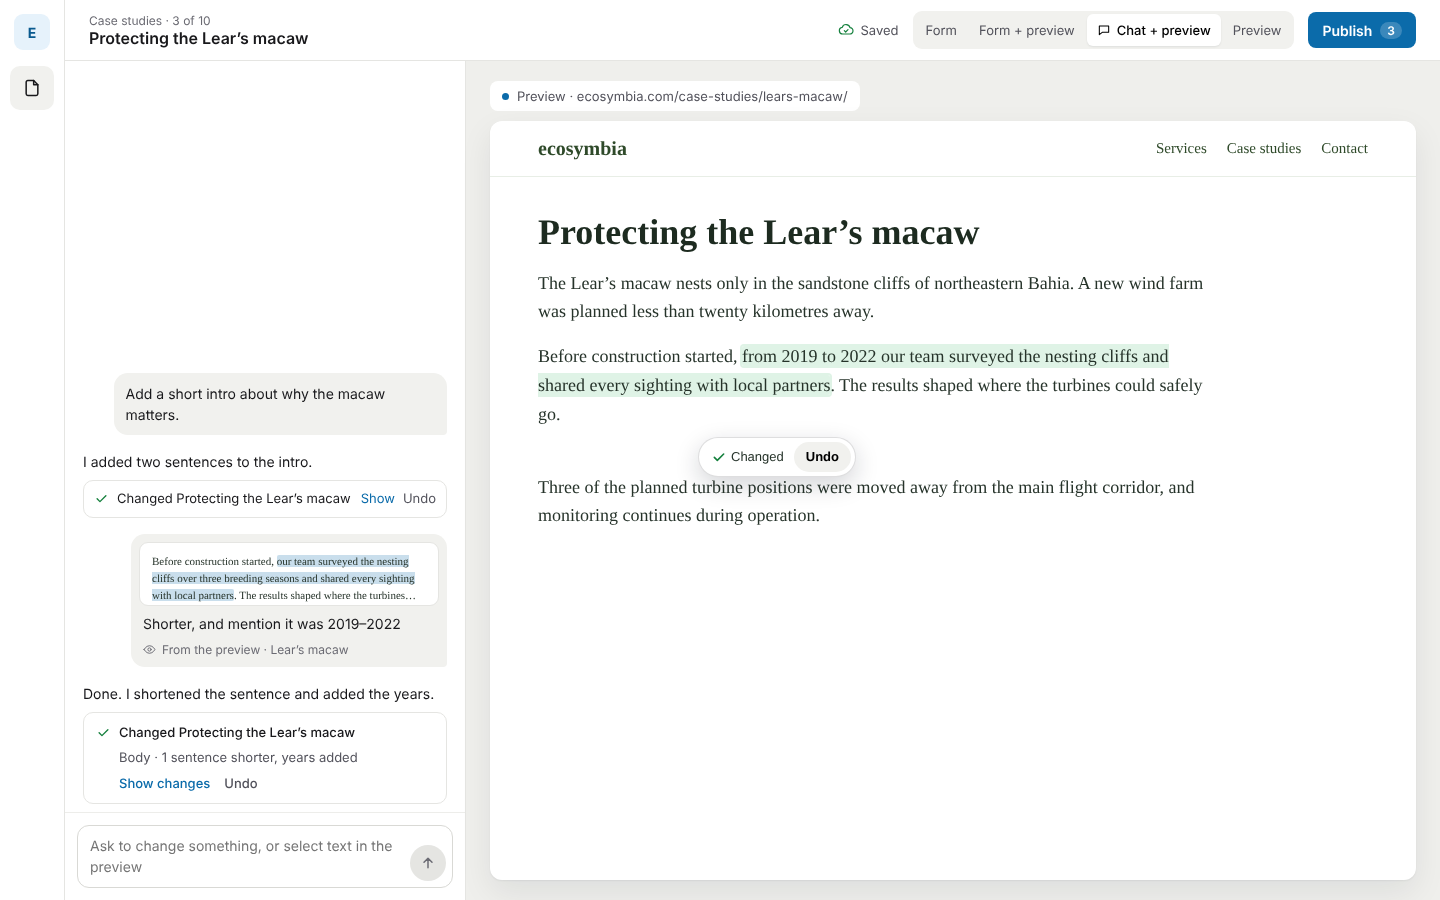 E
Case studies · 3 of 10
Protecting the Lear’s macaw
Saved
Form
Form + preview
Chat + preview
Preview
Publish 3
Add a short intro about why the macaw
matters.
I added two sentences to the intro.
Changed Protecting the Lear’s macaw Show Undo
Before construction started, our team surveyed the nesting
cliffs over three breeding seasons and shared every sighting
with local partners. The results shaped where the turbines…
Shorter, and mention it was 2019–2022
From the preview · Lear’s macaw
Done. I shortened the sentence and added the years.
Changed Protecting the Lear’s macaw
Body · 1 sentence shorter, years added
Show changes Undo
Ask to change something, or select text in the
preview
Preview · ecosymbia.com/case-studies/lears-macaw/
ecosymbia
Services Case studies Contact
Protecting the Lear’s macaw
The Lear’s macaw nests only in the sandstone cliffs of northeastern Bahia. A new wind farm
was planned less than twenty kilometres away.
Before construction started, from 2019 to 2022 our team surveyed the nesting cliffs and
shared every sighting with local partners. The results shaped where the turbines could safely
go.
Changed Undo
Three of the planned turbine positions were moved away from the main flight corridor, and
monitoring continues during operation.